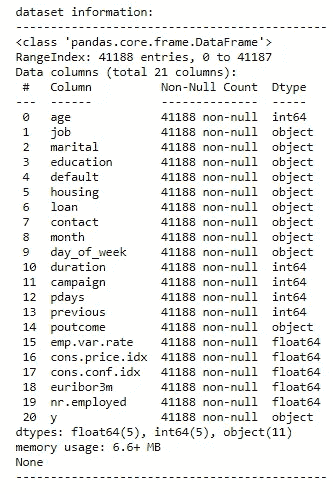 dataset information:
--------------------------------------------------
<class 'pandas.core.frame.DataFrame'>
RangeIndex: 41188 entries, 0 to 41187
Data columns (total 21 columns):
 #   Column          Non-Null Count  Dtype
---  ------          --------------  -----
 0   age             41188 non-null  int64
 1   job             41188 non-null  object
 2   marital         41188 non-null  object
 3   education       41188 non-null  object
 4   default         41188 non-null  object
 5   housing         41188 non-null  object
 6   loan            41188 non-null  object
 7   contact         41188 non-null  object
 8   month           41188 non-null  object
 9   day_of_week     41188 non-null  object
 10  duration        41188 non-null  int64
 11  campaign        41188 non-null  int64
 12  pdays           41188 non-null  int64
 13  previous        41188 non-null  int64
 14  poutcome        41188 non-null  object
 15  emp.var.rate    41188 non-null  float64
 16  cons.price.idx  41188 non-null  float64
 17  cons.conf.idx   41188 non-null  float64
 18  euribor3m       41188 non-null  float64
 19  nr.employed     41188 non-null  float64
 20  y               41188 non-null  object
dtypes: float64(5), int64(5), object(11)
memory usage: 6.6+ MB
None
--------------------------------------------------